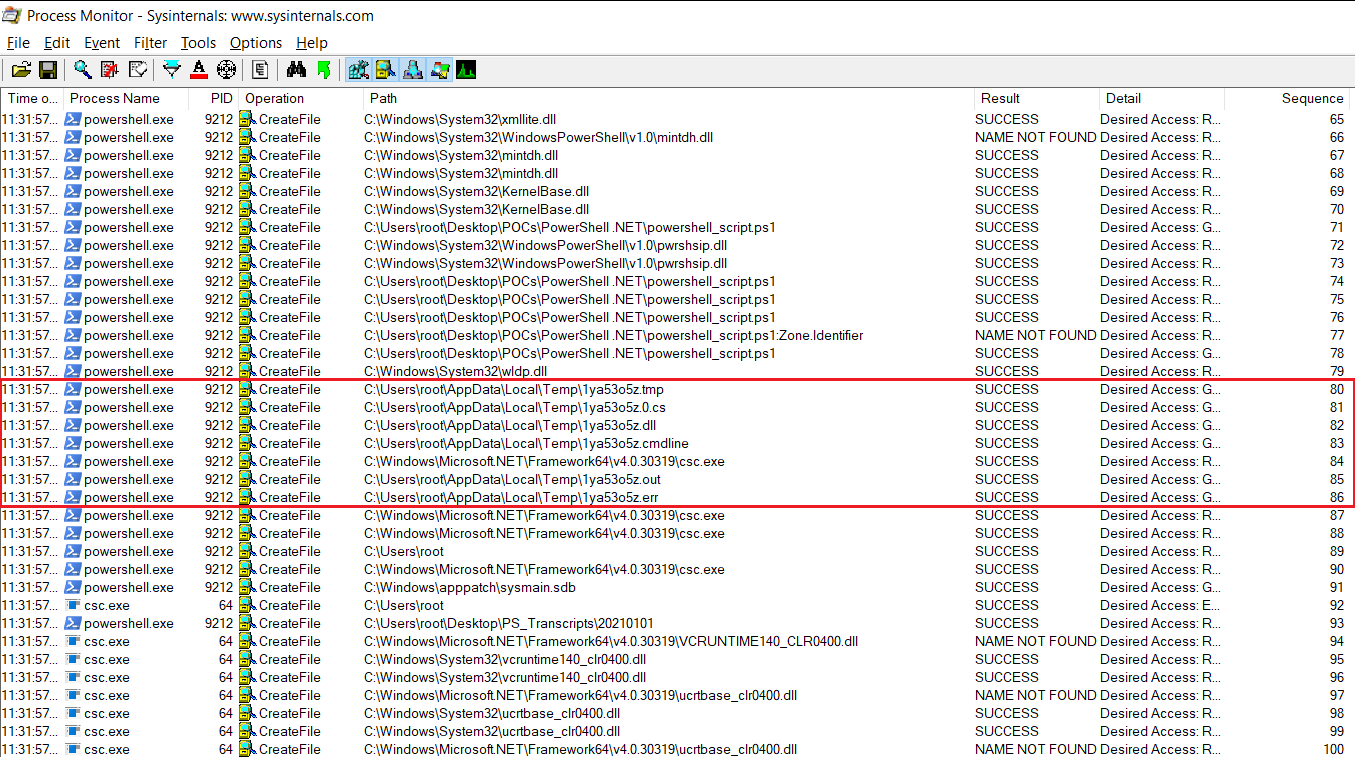 Process Monitor - Sysinternals: www.sysinternals.com
File Edit Event Filter Tools Options Help
Time o... Process Name PID Operation Path Result Detail Sequence
11:31:57... powershell.exe 9212 CreateFile C:\Windows\System32\xmllite.dll SUCCESS Desired Access: R... 65
11:31:57... powershell.exe 9212 CreateFile C:\Windows\System32\WindowsPowerShell\v1.0\mintdh.dll NAME NOT FOUND Desired Access: R... 66
11:31:57... powershell.exe 9212 CreateFile C:\Windows\System32\mintdh.dll SUCCESS Desired Access: R... 67
11:31:57... powershell.exe 9212 CreateFile C:\Windows\System32\mintdh.dll SUCCESS Desired Access: R... 68
11:31:57... powershell.exe 9212 CreateFile C:\Windows\System32\KernelBase.dll SUCCESS Desired Access: R... 69
11:31:57... powershell.exe 9212 CreateFile C:\Windows\System32\KernelBase.dll SUCCESS Desired Access: R... 70
11:31:57... powershell.exe 9212 CreateFile C:\Users\root\Desktop\POCs\PowerShell .NET\powershell_script.ps1 SUCCESS Desired Access: G... 71
11:31:57... powershell.exe 9212 CreateFile C:\Windows\System32\WindowsPowerShell\v1.0\pwrshsip.dll SUCCESS Desired Access: R... 72
11:31:57... powershell.exe 9212 CreateFile C:\Windows\System32\WindowsPowerShell\v1.0\pwrshsip.dll SUCCESS Desired Access: R... 73
11:31:57... powershell.exe 9212 CreateFile C:\Users\root\Desktop\POCs\PowerShell .NET\powershell_script.ps1 SUCCESS Desired Access: R... 74
11:31:57... powershell.exe 9212 CreateFile C:\Users\root\Desktop\POCs\PowerShell .NET\powershell_script.ps1 SUCCESS Desired Access: R... 75
11:31:57... powershell.exe 9212 CreateFile C:\Users\root\Desktop\POCs\PowerShell .NET\powershell_script.ps1 SUCCESS Desired Access: R... 76
11:31:57... powershell.exe 9212 CreateFile C:\Users\root\Desktop\POCs\PowerShell .NET\powershell_script.ps1:Zone.Identifier NAME NOT FOUND Desired Access: R... 77
11:31:57... powershell.exe 9212 CreateFile C:\Users\root\Desktop\POCs\PowerShell .NET\powershell_script.ps1 SUCCESS Desired Access: G... 78
11:31:57... powershell.exe 9212 CreateFile C:\Windows\System32\wldp.dll SUCCESS Desired Access: R... 79
11:31:57... powershell.exe 9212 CreateFile C:\Users\root\AppData\Local\Temp\1ya53o5z.tmp SUCCESS Desired Access: G... 80
11:31:57... powershell.exe 9212 CreateFile C:\Users\root\AppData\Local\Temp\1ya53o5z.0.cs SUCCESS Desired Access: G... 81
11:31:57... powershell.exe 9212 CreateFile C:\Users\root\AppData\Local\Temp\1ya53o5z.dll SUCCESS Desired Access: G... 82
11:31:57... powershell.exe 9212 CreateFile C:\Users\root\AppData\Local\Temp\1ya53o5z.cmdline SUCCESS Desired Access: G... 83
11:31:57... powershell.exe 9212 CreateFile C:\Windows\Microsoft.NET\Framework64\v4.0.30319\csc.exe SUCCESS Desired Access: R... 84
11:31:57... powershell.exe 9212 CreateFile C:\Users\root\AppData\Local\Temp\1ya53o5z.out SUCCESS Desired Access: G... 85
11:31:57... powershell.exe 9212 CreateFile C:\Users\root\AppData\Local\Temp\1ya53o5z.err SUCCESS Desired Access: G... 86
11:31:57... powershell.exe 9212 CreateFile C:\Windows\Microsoft.NET\Framework64\v4.0.30319\csc.exe SUCCESS Desired Access: R... 87
11:31:57... powershell.exe 9212 CreateFile C:\Windows\Microsoft.NET\Framework64\v4.0.30319\csc.exe SUCCESS Desired Access: R... 88
11:31:57... powershell.exe 9212 CreateFile C:\Users\root SUCCESS Desired Access: R... 89
11:31:57... powershell.exe 9212 CreateFile C:\Windows\Microsoft.NET\Framework64\v4.0.30319\csc.exe SUCCESS Desired Access: R... 90
11:31:57... powershell.exe 9212 CreateFile C:\Windows\apppatch\sysmain.sdb SUCCESS Desired Access: G... 91
11:31:57... csc.exe 64 CreateFile C:\Users\root SUCCESS Desired Access: E... 92
11:31:57... powershell.exe 9212 CreateFile C:\Users\root\Desktop\PS_Transcripts\20210101 SUCCESS Desired Access: R... 93
11:31:57... csc.exe 64 CreateFile C:\Windows\Microsoft.NET\Framework64\v4.0.30319\VCRUNTIME140_CLR0400.dll NAME NOT FOUND Desired Access: R... 94
11:31:57... csc.exe 64 CreateFile C:\Windows\System32\vcruntime140_clr0400.dll SUCCESS Desired Access: R... 95
11:31:57... csc.exe 64 CreateFile C:\Windows\System32\vcruntime140_clr0400.dll SUCCESS Desired Access: R... 96
11:31:57... csc.exe 64 CreateFile C:\Windows\Microsoft.NET\Framework64\v4.0.30319\ucrtbase_clr0400.dll NAME NOT FOUND Desired Access: R... 97
11:31:57... csc.exe 64 CreateFile C:\Windows\System32\ucrtbase_clr0400.dll SUCCESS Desired Access: R... 98
11:31:57... csc.exe 64 CreateFile C:\Windows\System32\ucrtbase_clr0400.dll SUCCESS Desired Access: R... 99
11:31:57... csc.exe 64 CreateFile C:\Windows\Microsoft.NET\Framework64\v4.0.30319\ucrtbase_clr0400.dll NAME NOT FOUND Desired Access: R... 100